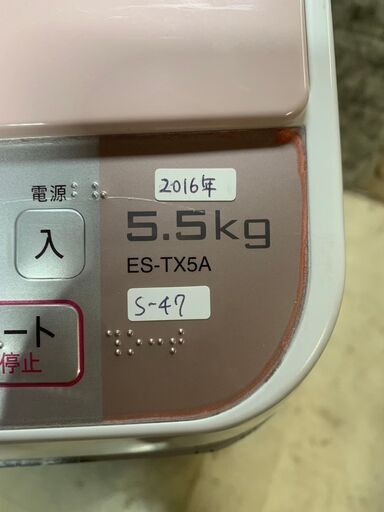 2016年
電源
5.5kg
入
ES-TX5A
S-47
ート
停止